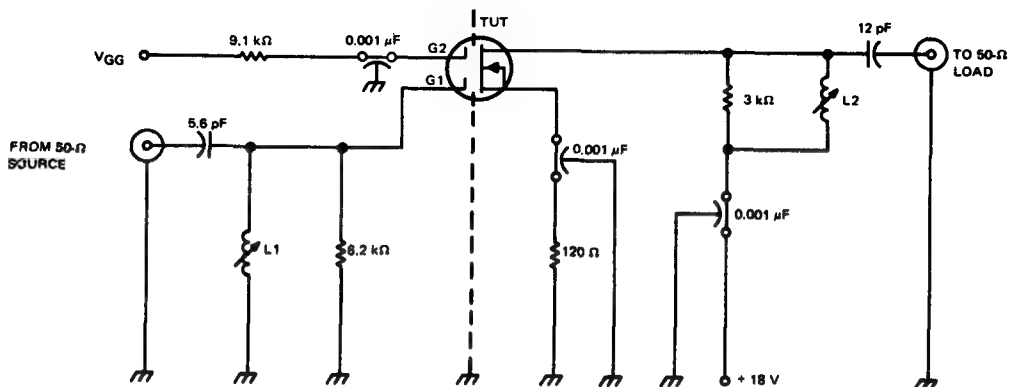 TUT
12 pF
9.1 kΩ
0.001 µF
G2
VGG
G1
TO 50-Ω
LOAD
3 kΩ
L2
5.6 pF
FROM 50-Ω
SOURCE
0.001 µF
0.001 µF
L1
6.2 kΩ
120 Ω
+ 18 V